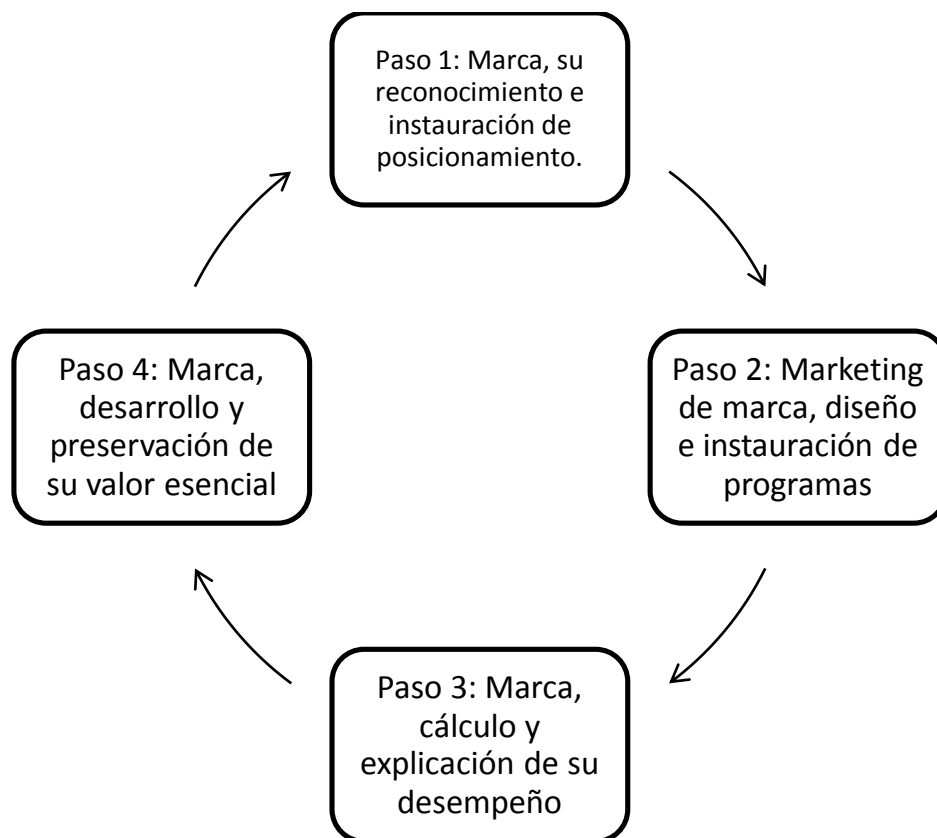 Paso 1: Marca, su
reconocimiento e
instauración de
posicionamiento.
Paso 2: Marketing
de marca, diseño
e instauración de
programas
Paso 3: Marca,
cálculo y
explicación de su
desempeño
Paso 4: Marca,
desarrollo y
preservación de
su valor esencial